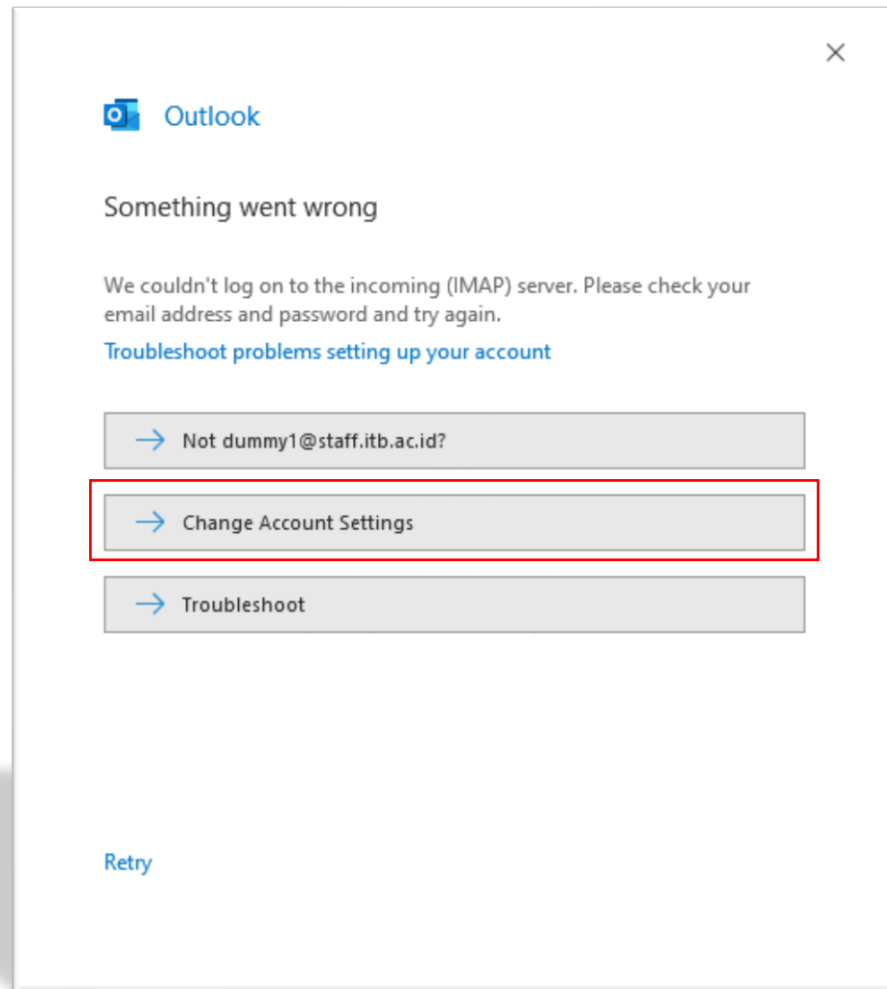 Outlook
Something went wrong
We couldn't log on to the incoming (IMAP) server. Please check your
email address and password and try again.
Troubleshoot problems setting up your account
Not dummy1@staff.itb.ac.id?
Change Account Settings
Troubleshoot
Retry